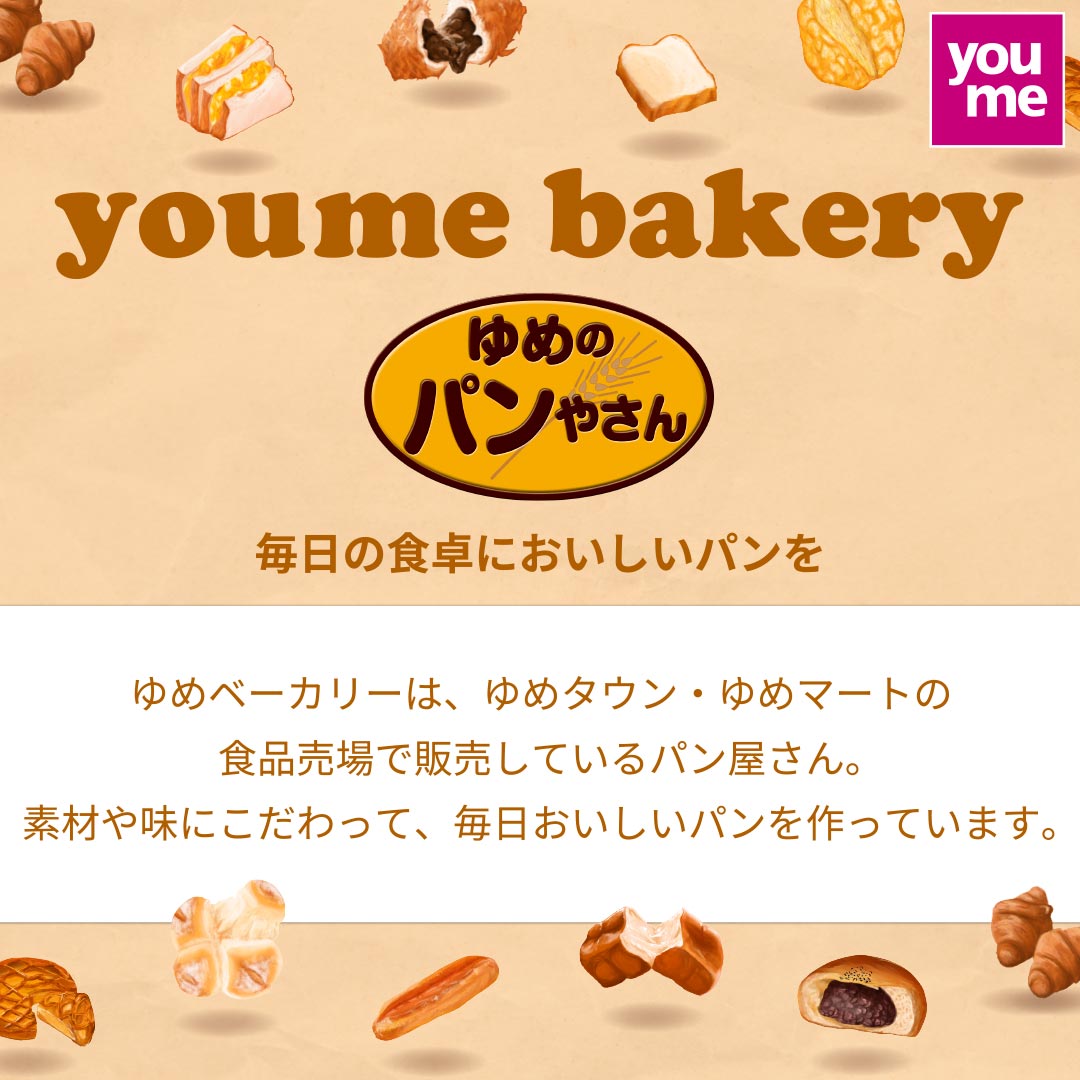 you
me
youme bakery
ゆめの
パンやさん
毎日の食卓においしいパンを
ゆめベーカリーは、ゆめタウン・ゆめマートの
食品売場で販売しているパン屋さん。
素材や味にこだわって、毎日おいしいパンを作っています。